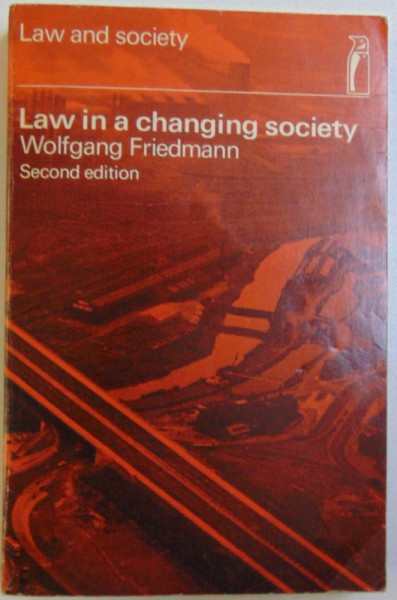 Law and society
Law in a changing society
Wolfgang Friedmann
Second edition